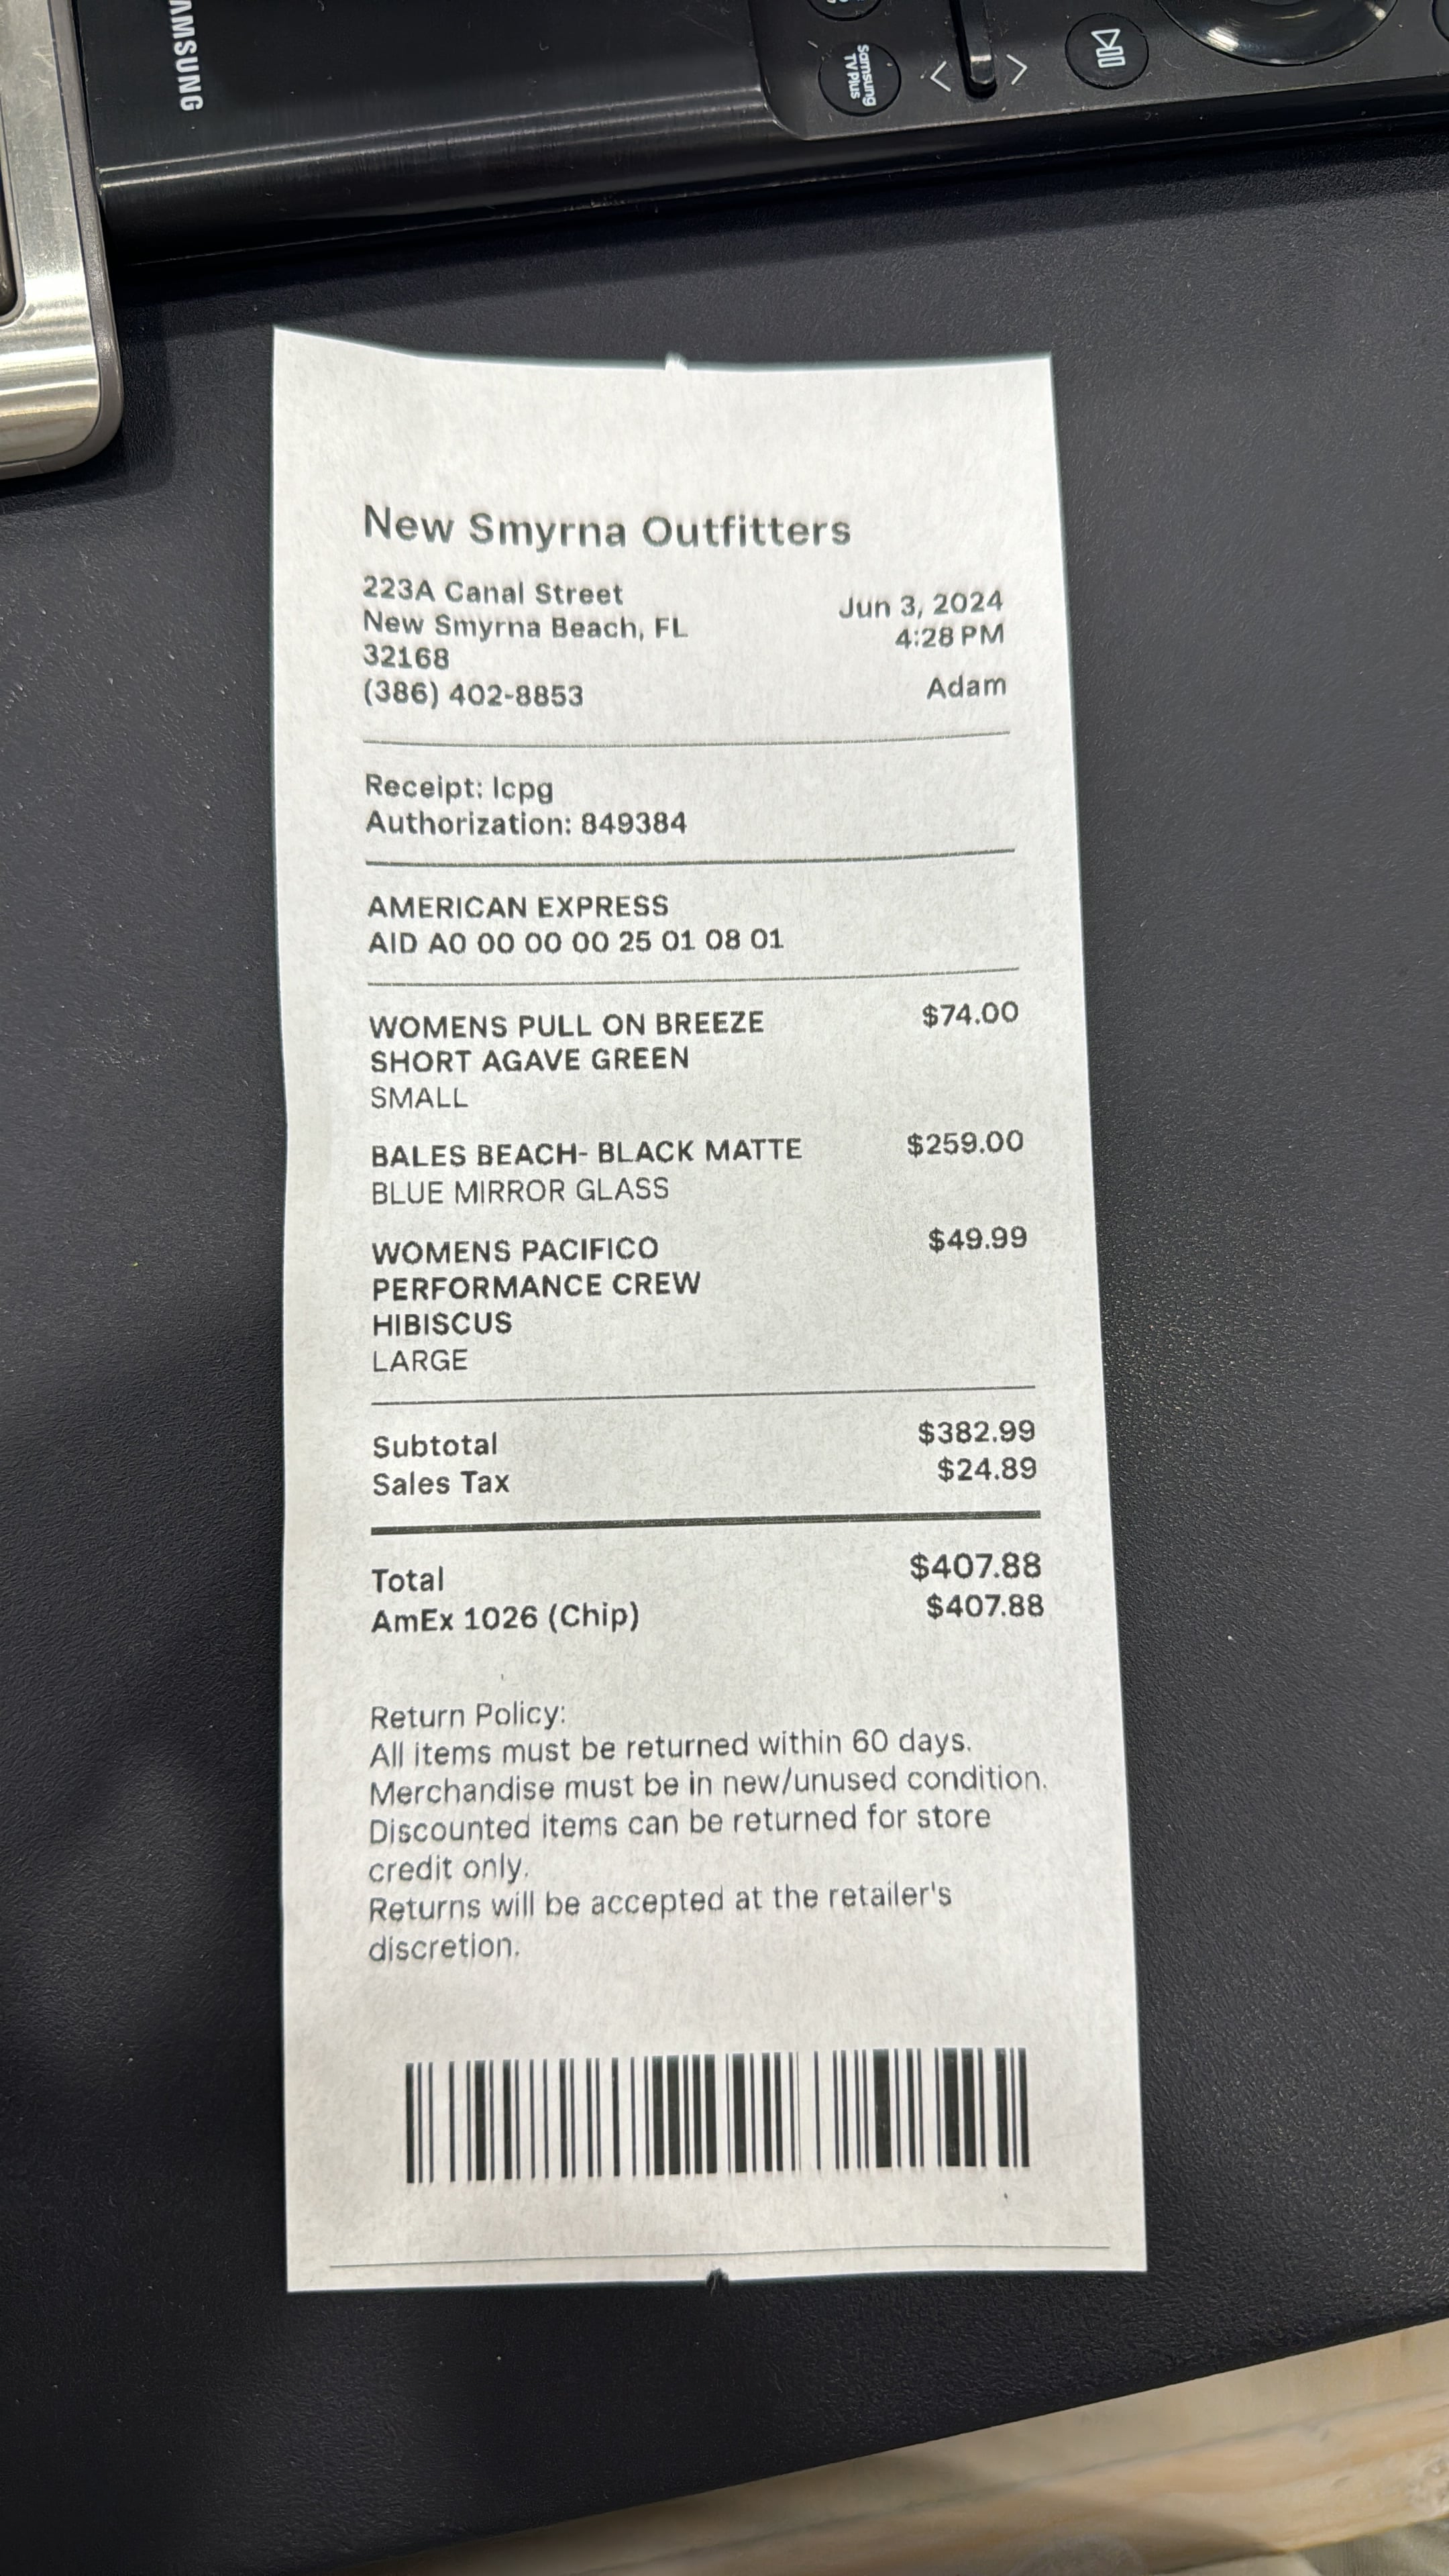 AMSUNG
Samsung
TV Plus
New Smyrna Outfitters
223A Canal Street
New Smyrna Beach, FL
32168
(386) 402-8853
Jun 3, 2024
4:28 PM
Adam
Receipt: lcpg
Authorization: 849384
AMERICAN EXPRESS
AID A0 00 00 00 25 01 08 01
WOMENS PULL ON BREEZE $74.00
SHORT AGAVE GREEN
SMALL
BALES BEACH- BLACK MATTE $259.00
BLUE MIRROR GLASS
WOMENS PACIFICO $49.99
PERFORMANCE CREW
HIBISCUS
LARGE
Subtotal $382.99
Sales Tax $24.89
Total $407.88
AmEx 1026 (Chip) $407.88
Return Policy:
All items must be returned within 60 days.
Merchandise must be in new/unused condition.
Discounted items can be returned for store
credit only.
Returns will be accepted at the retailer's
discretion.